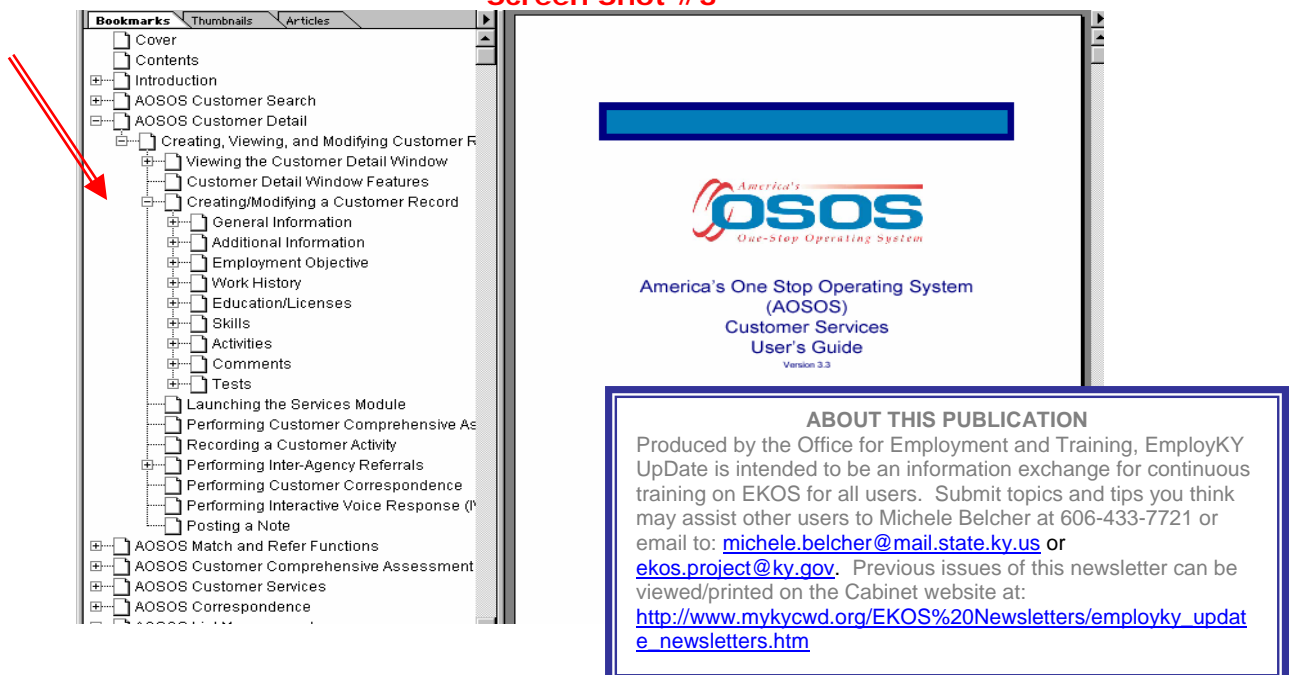 Screen Shot #3
Bookmarks Thumbnails Articles
Cover
Contents
Introduction
AOSOS Customer Search
AOSOS Customer Detail
Creating, Viewing, and Modifying Customer R
Viewing the Customer Detail Window
Customer Detail Window Features
Creating/Modifying a Customer Record
General Information
Additional Information
Employment Objective
Work History
Education/Licenses
Skills
Activities
Comments
Tests
Launching the Services Module
Performing Customer Comprehensive As
Recording a Customer Activity
Performing Inter-Agency Referrals
Performing Customer Correspondence
Performing Interactive Voice Response (I
Posting a Note
AOSOS Match and Refer Functions
AOSOS Customer Comprehensive Assessment
AOSOS Customer Services
AOSOS Correspondence
America's
OSOS
One-Stop Operating System
America's One Stop Operating System
(AOSOS)
Customer Services
User's Guide
Version 3.3
ABOUT THIS PUBLICATION
Produced by the Office for Employment and Training, EmployKY
UpDate is intended to be an information exchange for continuous
training on EKOS for all users. Submit topics and tips you think
may assist other users to Michele Belcher at 606-433-7721 or
email to: michele.belcher@mail.state.ky.us or
ekos.project@ky.gov. Previous issues of this newsletter can be
viewed/printed on the Cabinet website at:
http://www.mykycwd.org/EKOS%20Newsletters/employky_updat
e_newsletters.htm